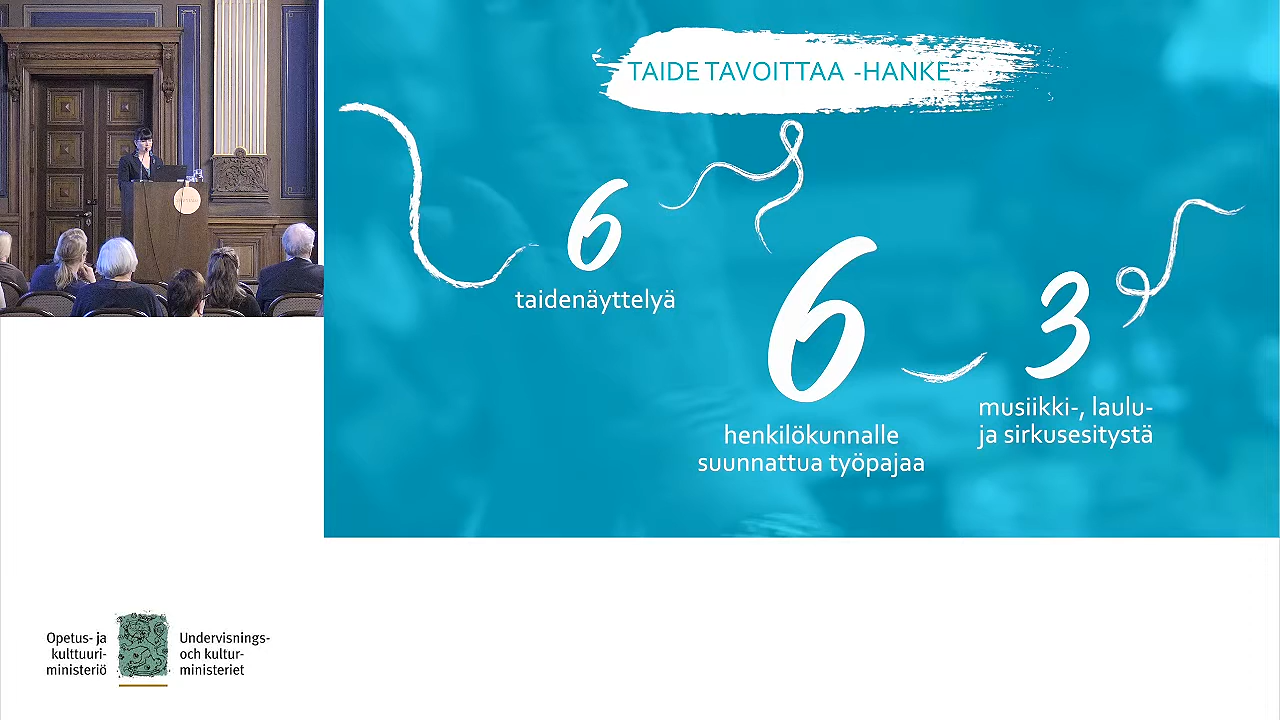 TAIDE TAVOITTAA -HANKE
6
taidenäyttelyä
6
henkilökunnalle
suunnattua työpajaa
3
musiikki-, laulu-
ja sirkusesitystä
Opetus- ja
kulttuuri-
ministeriö
Undervisnings-
och kultur-
ministeriet